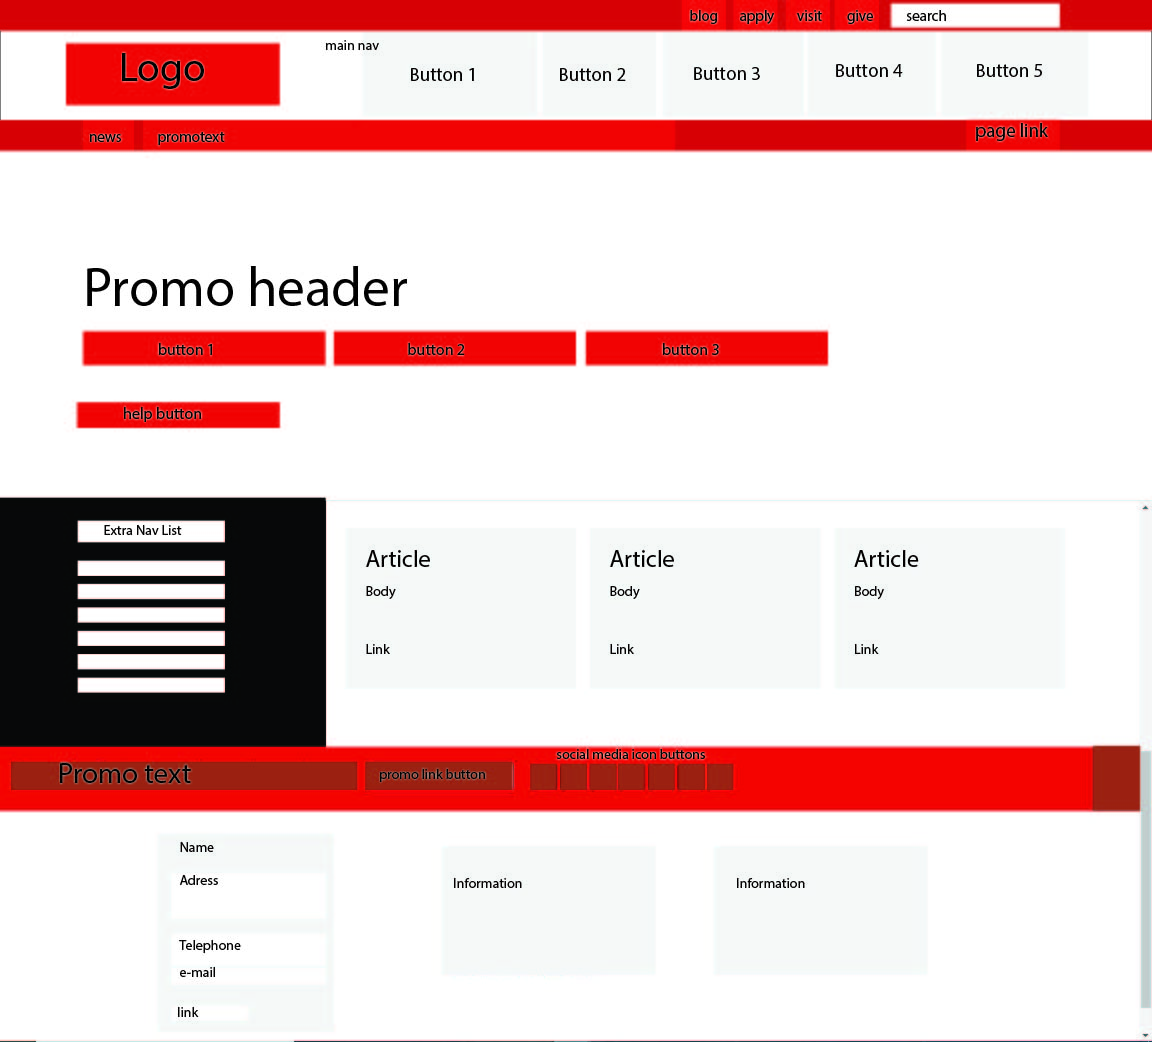 blog apply visit give search
Logo
main nav
Button 1 Button 2 Button 3 Button 4 Button 5
news promotext page link
Promo header
button 1 button 2 button 3
help button
Extra Nav List
Article Article Article
Body Body Body
Link Link Link
social media icon buttons
Promo text promo link button
Name
Adress
Telephone
e-mail
link
Information Information